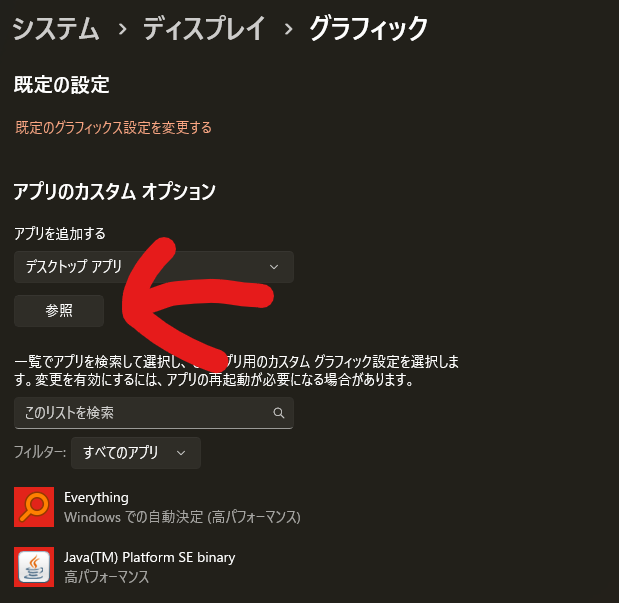 システム › ディスプレイ › グラフィック
既定の設定
既定のグラフィックス設定を変更する
アプリのカスタム オプション
アプリを追加する
デスクトップ アプリ
参照
一覧でアプリを検索して選択し、プリ用のカスタム グラフィック設定を選択しま
す。変更を有効にするには、アプリの再起動が必要になる場合があります。
このリストを検索
フィルター: すべてのアプリ
Everything
Windows での自動決定 (高パフォーマンス)
Java(TM) Platform SE binary
高パフォーマンス